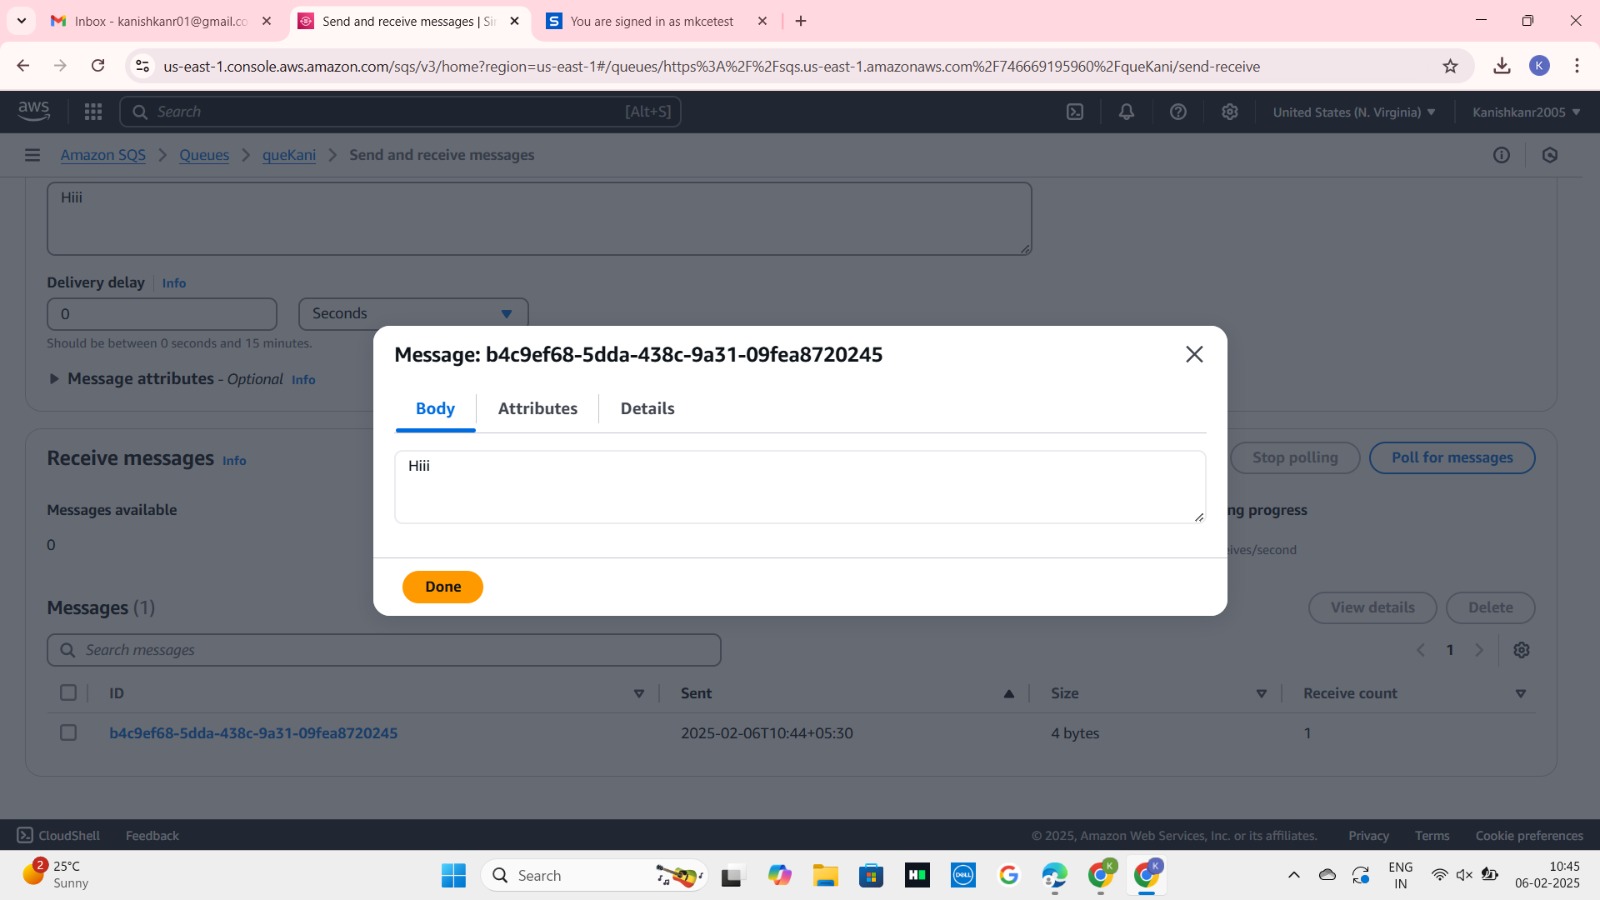 Inbox - kanishkanr01@gmail.co
Send and receive messages | Sin
You are signed in as mkcetest
us-east-1.console.aws.amazon.com/sqs/v3/home?region=us-east-1#/queues/https%3A%2F%2Fsqs.us-east-1.amazonaws.com%2F746669195960%2FqueKani/send-receive
K
aws
Search
[Alt+S]
United States (N. Virginia)
Kanishkanr2005
Amazon SQS
Queues
queKani
Send and receive messages
Hiii
Delivery delay
Info
0
Seconds
Should be between 0 seconds and 15 minutes.
Message attributes - Optional
Info
Message: b4c9ef68-5dda-438c-9a31-09fea8720245
Body
Attributes
Details
Hiii
Done
Receive messages
Info
Stop polling
Poll for messages
Messages available
ng progress
0
ives/second
Messages (1)
View details
Delete
Search messages
1
ID
Sent
Size
Receive count
b4c9ef68-5dda-438c-9a31-09fea8720245
2025-02-06T10:44+05:30
4 bytes
1
CloudShell
Feedback
© 2025, Amazon Web Services, Inc. or its affiliates.
Privacy
Terms
Cookie preferences
2
25°C
Sunny
Search
DELL
K
K
ENG
IN
10:45
06-02-2025